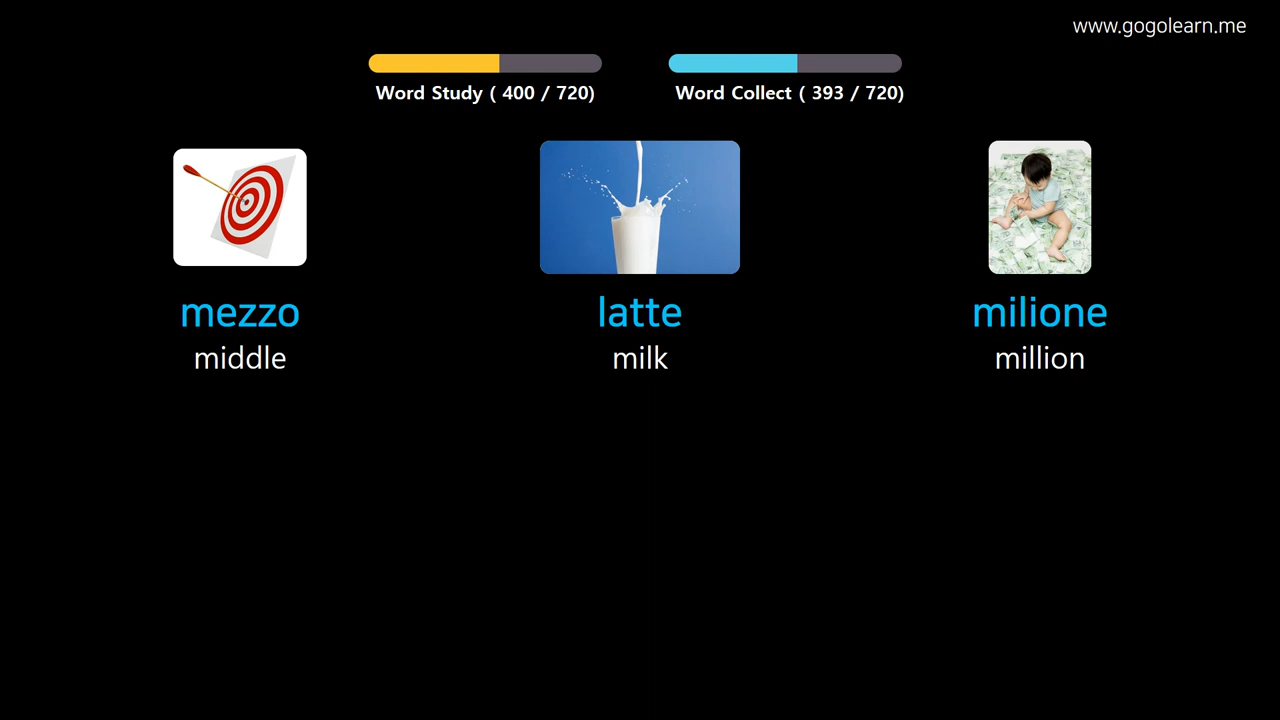 www.gogolearn.me
Word Study ( 400 / 720)
Word Collect ( 393 / 720)
mezzo
middle
latte
milk
milione
million